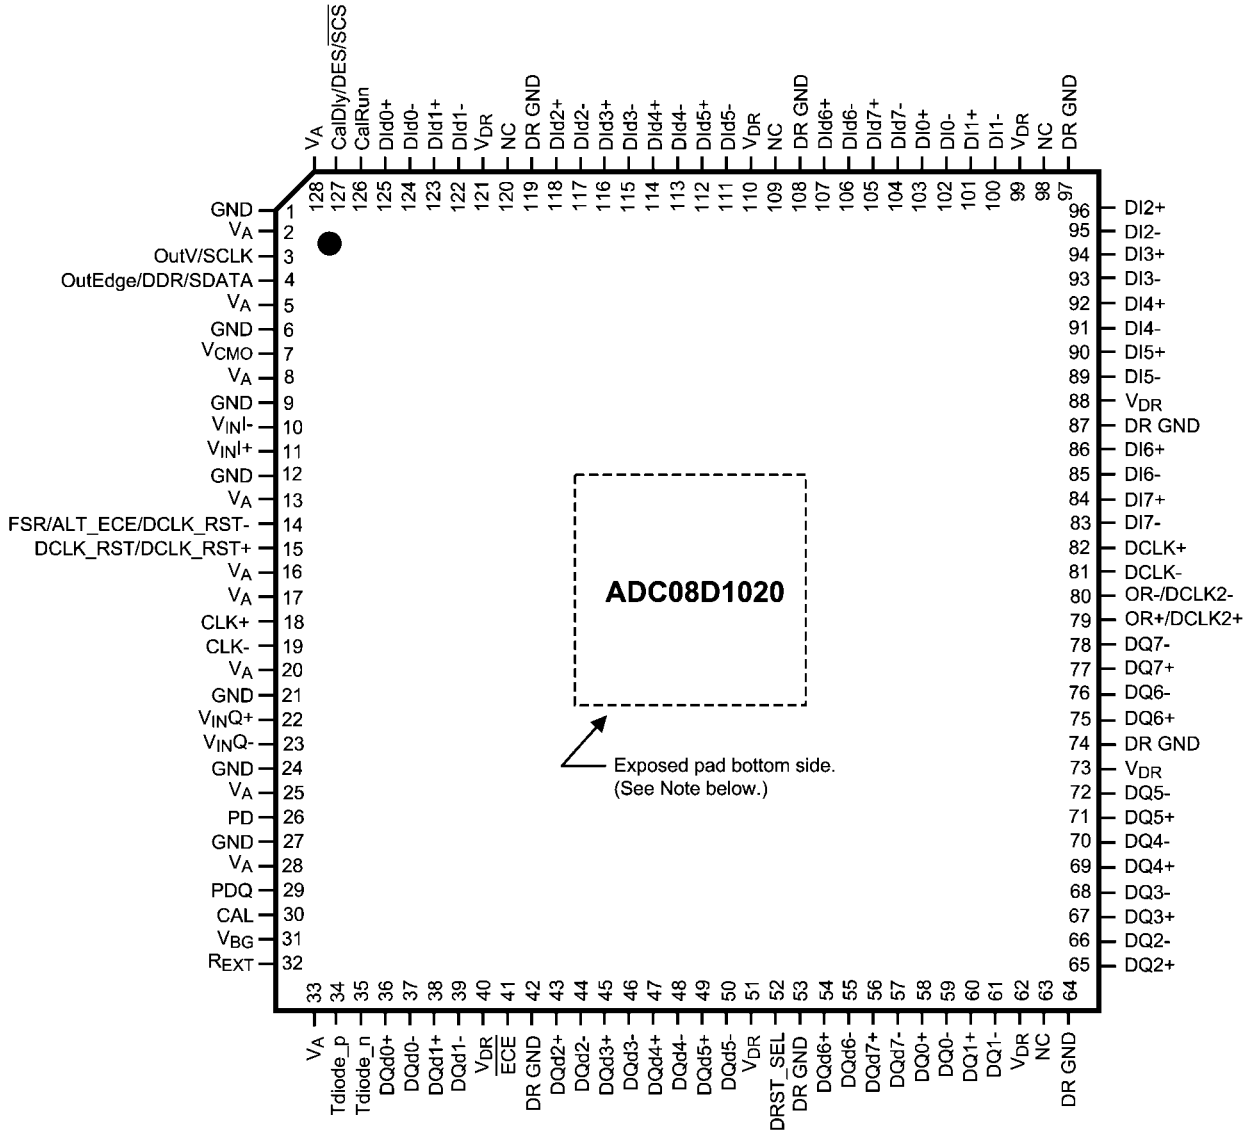 VA
CalDly/DES/SCS
CalRun
DId0+
DId0-
DId1+
DId1-
VDR
NC
DR GND
DId2+
DId2-
DId3+
DId3-
DId4+
DId4-
DId5+
DId5-
VDR
NC
DR GND
DId6+
DId6-
DId7+
DId7-
DI0+
DI0-
DI1+
DI1-
VDR
NC
DR GND
128
127
126
125
124
123
122
121
120
119
118
117
116
115
114
113
112
111
110
109
108
107
106
105
104
103
102
101
100
99
98
97
GND 1
VA 2
OutV/SCLK 3
OutEdge/DDR/SDATA 4
VA 5
GND 6
VCMO 7
VA 8
GND 9
VINI- 10
VINI+ 11
GND 12
VA 13
FSR/ALT_ECE/DCLK_RST- 14
DCLK_RST/DCLK_RST+ 15
VA 16
VA 17
CLK+ 18
CLK- 19
VA 20
GND 21
VINQ+ 22
VINQ- 23
GND 24
VA 25
PD 26
GND 27
VA 28
PDQ 29
CAL 30
VBG 31
REXT 32
ADC08D1020
Exposed pad bottom side.
(See Note below.)
96 DI2+
95 DI2-
94 DI3+
93 DI3-
92 DI4+
91 DI4-
90 DI5+
89 DI5-
88 VDR
87 DR GND
86 DI6+
85 DI6-
84 DI7+
83 DI7-
82 DCLK+
81 DCLK-
80 OR-/DCLK2-
79 OR+/DCLK2+
78 DQ7-
77 DQ7+
76 DQ6-
75 DQ6+
74 DR GND
73 VDR
72 DQ5-
71 DQ5+
70 DQ4-
69 DQ4+
68 DQ3-
67 DQ3+
66 DQ2-
65 DQ2+
33
34
35
36
37
38
39
40
41
42
43
44
45
46
47
48
49
50
51
52
53
54
55
56
57
58
59
60
61
62
63
64
VA
Tdiode_p
Tdiode_n
DQd0+
DQd0-
DQd1+
DQd1-
VDR
ECE
DR GND
DQd2+
DQd2-
DQd3+
DQd3-
DQd4+
DQd4-
DQd5+
DQd5-
VDR
DRST_SEL
DR GND
DQd6+
DQd6-
DQd7+
DQd7-
DQ0+
DQ0-
DQ1+
DQ1-
VDR
NC
DR GND